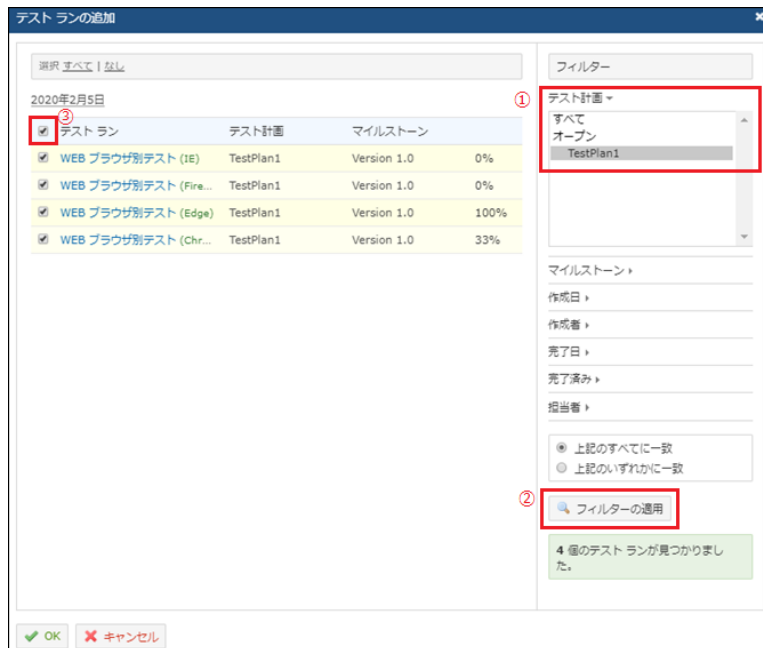 テスト ランの追加
選択 すべて | なし
2020年2月5日
③
テスト ラン テスト計画 マイルストーン
WEB ブラウザ別テスト (IE) TestPlan1 Version 1.0 0%
WEB ブラウザ別テスト (Fire... TestPlan1 Version 1.0 0%
WEB ブラウザ別テスト (Edge) TestPlan1 Version 1.0 100%
WEB ブラウザ別テスト (Chr... TestPlan1 Version 1.0 33%
フィルター
①
テスト計画
すべて
オープン
TestPlan1
マイルストーン
作成日
作成者
完了日
完了済み
担当者
上記のすべてに一致
上記のいずれかに一致
②
フィルターの適用
4 個のテスト ランが見つかりまし
た。
OK キャンセル